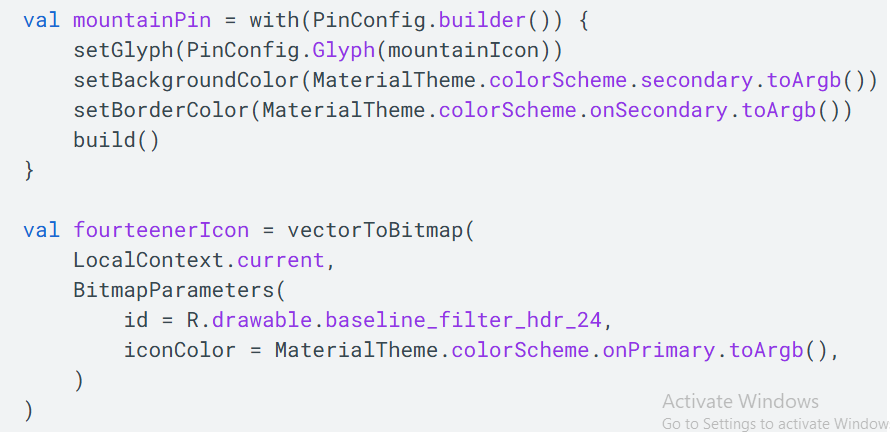 val mountainPin = with(PinConfig.builder()) {
    setGlyph(PinConfig.Glyph(mountainIcon))
    setBackgroundColor(MaterialTheme.colorScheme.secondary.toArgb())
    setBorderColor(MaterialTheme.colorScheme.onSecondary.toArgb())
    build()
}

val fourteenerIcon = vectorToBitmap(
    LocalContext.current,
    BitmapParameters(
        id = R.drawable.baseline_filter_hdr_24,
        iconColor = MaterialTheme.colorScheme.onPrimary.toArgb(),
    )
)
Activate Windows
Go to Settings to activate Window